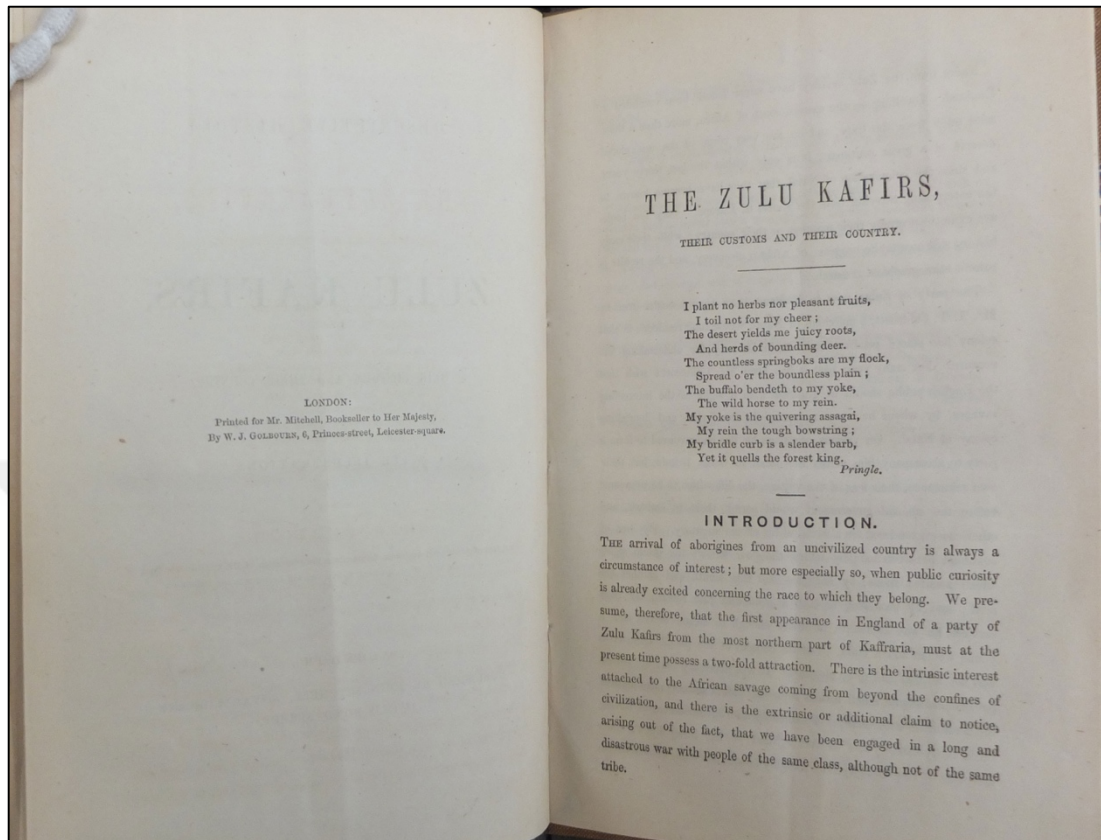 LONDON:
Printed for Mr. Mitchell, Bookseller to Her Majesty,
By W. J. GOLBOURN, 6, Princes-street, Leicester-square.
THE ZULU KAFIRS,
THEIR CUSTOMS AND THEIR COUNTRY.
I plant no herbs nor pleasant fruits,
I toil not for my cheer;
The desert yields me juicy roots,
And herds of bounding deer.
The countless springboks are my flock,
Spread o'er the boundless plain;
The buffalo bendeth to my yoke,
The wild horse to my rein.
My yoke is the quivering assagai,
My rein the tough bowstring;
My bridle curb is a slender barb,
Yet it quells the forest king.
Pringle.
INTRODUCTION.
THE arrival of aborigines from an uncivilized country is always a
circumstance of interest; but more especially so, when public curiosity
is already excited concerning the race to which they belong. We pre-
sume, therefore, that the first appearance in England of a party of
Zulu Kafirs from the most northern part of Kaffraria, must at the
present time possess a two-fold attraction. There is the intrinsic interest
attached to the African savage coming from beyond the confines of
civilization, and there is the extrinsic or additional claim to notice,
arising out of the fact, that we have been engaged in a long and
disastrous war with people of the same class, although not of the same
tribe.